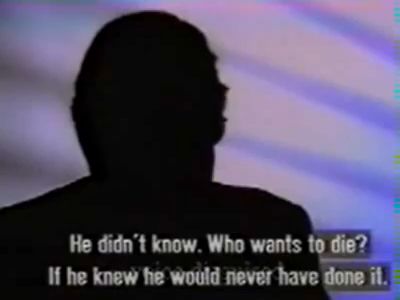 He didn't know. Who wants to die?
If he knew he would never have done it.